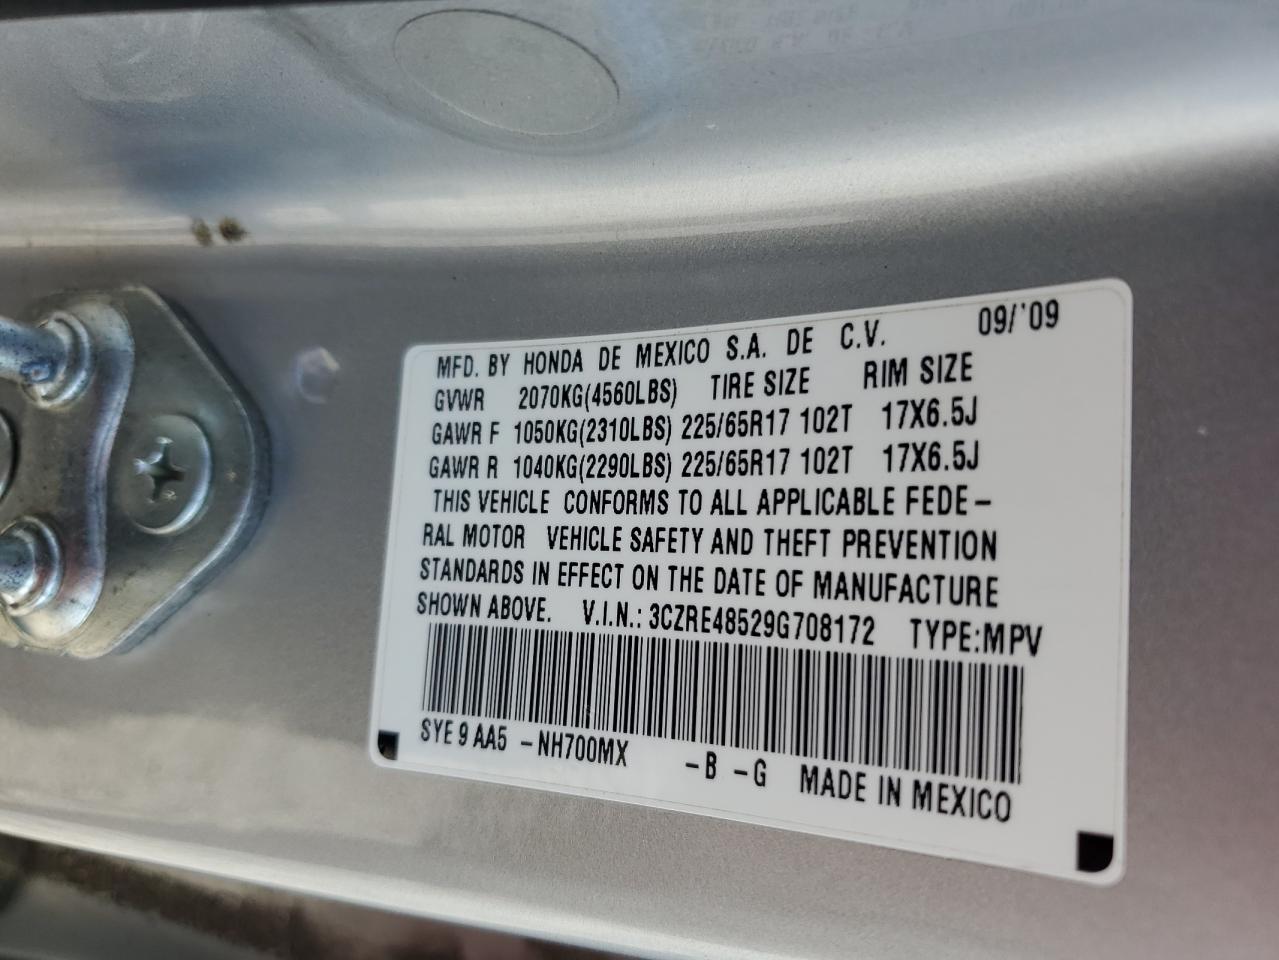 MFD. BY HONDA DE MEXICO S.A. DE C.V. 09/'09
GVWR 2070KG(4560LBS) TIRE SIZE RIM SIZE
GAWR F 1050KG(2310LBS) 225/65R17 102T 17X6.5J
GAWR R 1040KG(2290LBS) 225/65R17 102T 17X6.5J
THIS VEHICLE CONFORMS TO ALL APPLICABLE FEDE-
RAL MOTOR VEHICLE SAFETY AND THEFT PREVENTION
STANDARDS IN EFFECT ON THE DATE OF MANUFACTURE
SHOWN ABOVE. V.I.N.: 3CZRE48529G708172 TYPE:MPV
SYE 9 AA5 -NH700MX -B -G MADE IN MEXICO